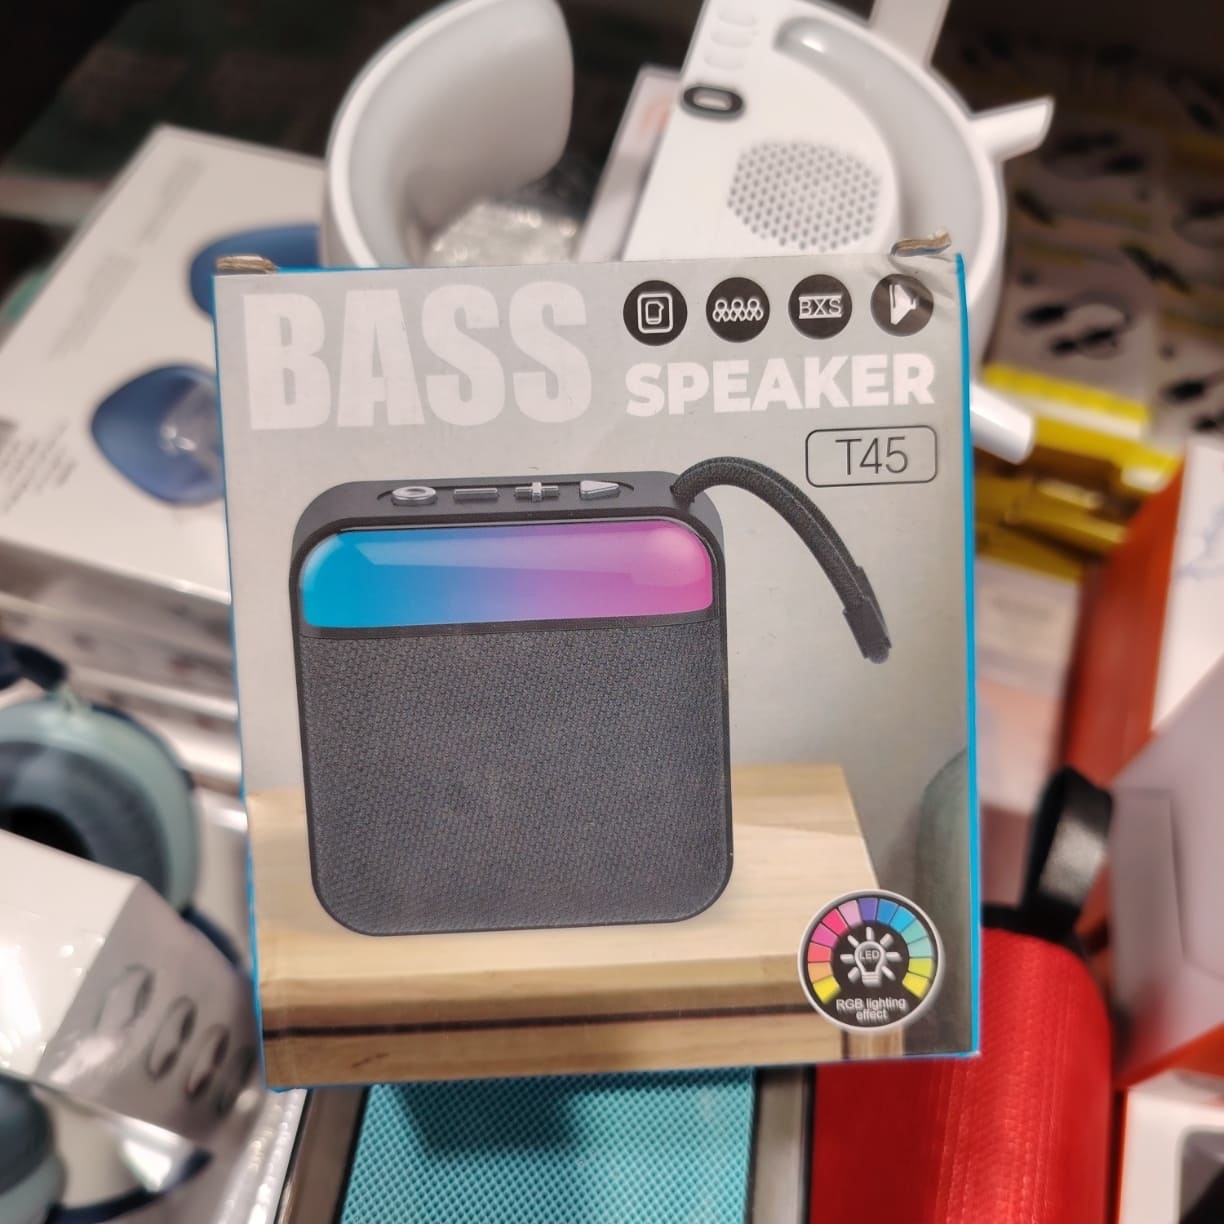 BASS
BXS
SPEAKER
T45
LED
RGB lighting
effect